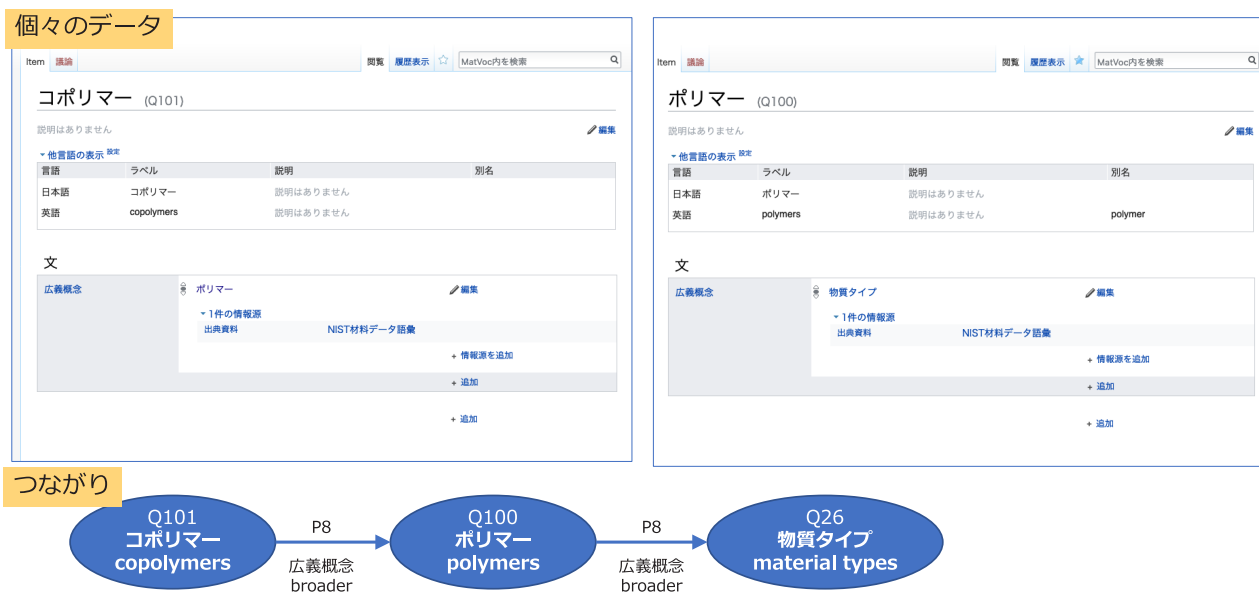 個々のデータ
Item 議論 閲覧 履歴表示 MatVoc内を検索
コポリマー (Q101)
説明はありません 編集
他言語の表示 設定
言語 ラベル 説明 別名
日本語 コポリマー 説明はありません
英語 copolymers 説明はありません
文
広義概念 ポリマー 編集
1件の情報源
出典資料 NIST材料データ語彙
+ 情報源を追加
+ 追加
+ 追加
Item 議論 閲覧 履歴表示 MatVoc内を検索
ポリマー (Q100)
説明はありません 編集
他言語の表示 設定
言語 ラベル 説明 別名
日本語 ポリマー 説明はありません
英語 polymers 説明はありません polymer
文
広義概念 物質タイプ 編集
1件の情報源
出典資料 NIST材料データ語彙
+ 情報源を追加
+ 追加
+ 追加
つながり
Q101
コポリマー
copolymers
P8
広義概念
broader
Q100
ポリマー
polymers
P8
広義概念
broader
Q26
物質タイプ
material types